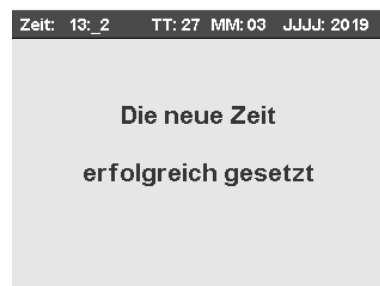 Zeit: 13:_2 TT: 27 MM: 03 JJJJ: 2019
Die neue Zeit
erfolgreich gesetzt